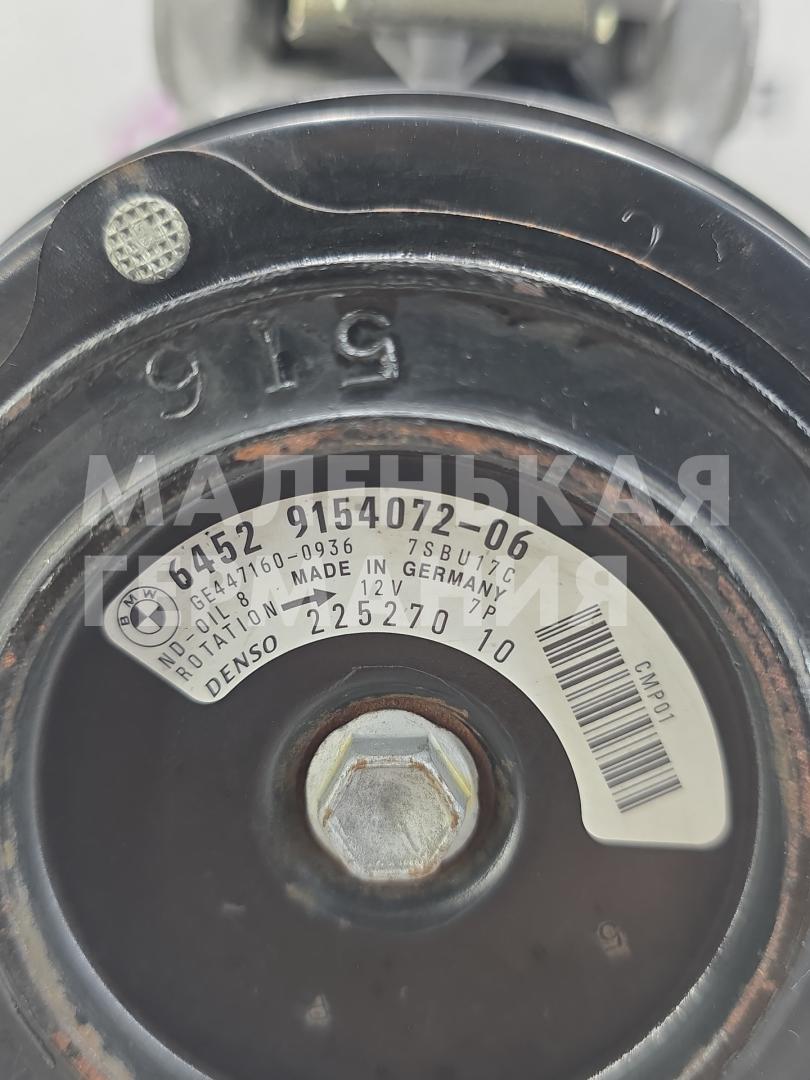 516
6452 9154072-06
BMW
GE447160-0936 7SBU17C
ND-OIL 8 MADE IN GERMANY
ROTATION 12V 7P
DENSO 225270 10
CMP01
МАЛЕНЬКАЯ
ГЕРМАНИЯ